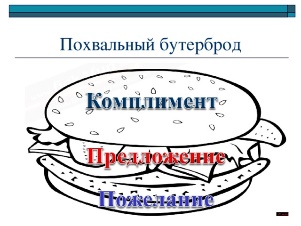 Похвальный бутерброд
Комплимент
Предложение
Пожелание